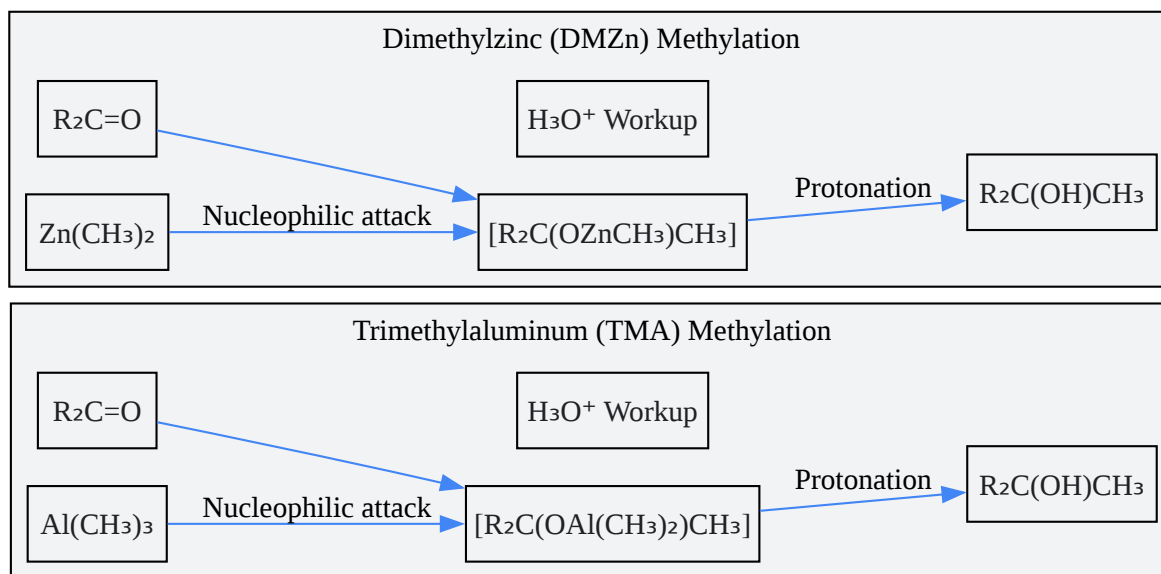 Dimethylzinc (DMZn) Methylation
R₂C=O
H₃O⁺ Workup
Zn(CH₃)₂
Nucleophilic attack
[R₂C(OZnCH₃)CH₃]
Protonation
R₂C(OH)CH₃
Trimethylaluminum (TMA) Methylation
R₂C=O
H₃O⁺ Workup
Al(CH₃)₃
Nucleophilic attack
[R₂C(OAl(CH₃)₂)CH₃]
Protonation
R₂C(OH)CH₃